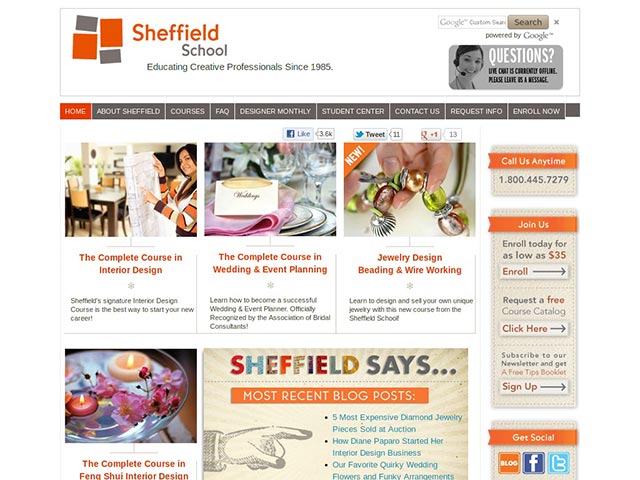 Sheffield
School
Educating Creative Professionals Since 1985.
Google™ Custom Sear
Search
×
powered by Google™
QUESTIONS?
LIVE CHAT IS CURRENTLY OFFLINE.
PLEASE LEAVE US A MESSAGE.
HOME ABOUT SHEFFIELD COURSES FAQ DESIGNER MONTHLY STUDENT CENTER CONTACT US REQUEST INFO ENROLL NOW
Like 3.6k Tweet 11 +1 13
NEW!
Weddings
The Complete Course in
Interior Design
Sheffield's signature Interior Design
Course is the best way to start your new
career!
The Complete Course in
Wedding & Event Planning
Learn how to become a successful
Wedding & Event Planner. Officially
Recognized by the Association of Bridal
Consultants!
Jewelry Design
Beading & Wire Working
Learn to design and sell your own unique
jewelry with this new course from the
Sheffield School!
Call Us Anytime
1.800.445.7279
Join Us
Enroll today for
as low as $35
Enroll
Request a free
Course Catalog
Click Here
Subscribe to our
Newsletter and get
A Free Tips Booklet
Sign Up
Get Social
BLOG f t
The Complete Course in
Feng Shui Interior Design
SHEFFIELD SAYS...
MOST RECENT BLOG POSTS:
5 Most Expensive Diamond Jewelry
Pieces Sold at Auction
How Diane Paparo Started Her
Interior Design Business
Our Favorite Quirky Wedding
Flowers and Funky Arrangements